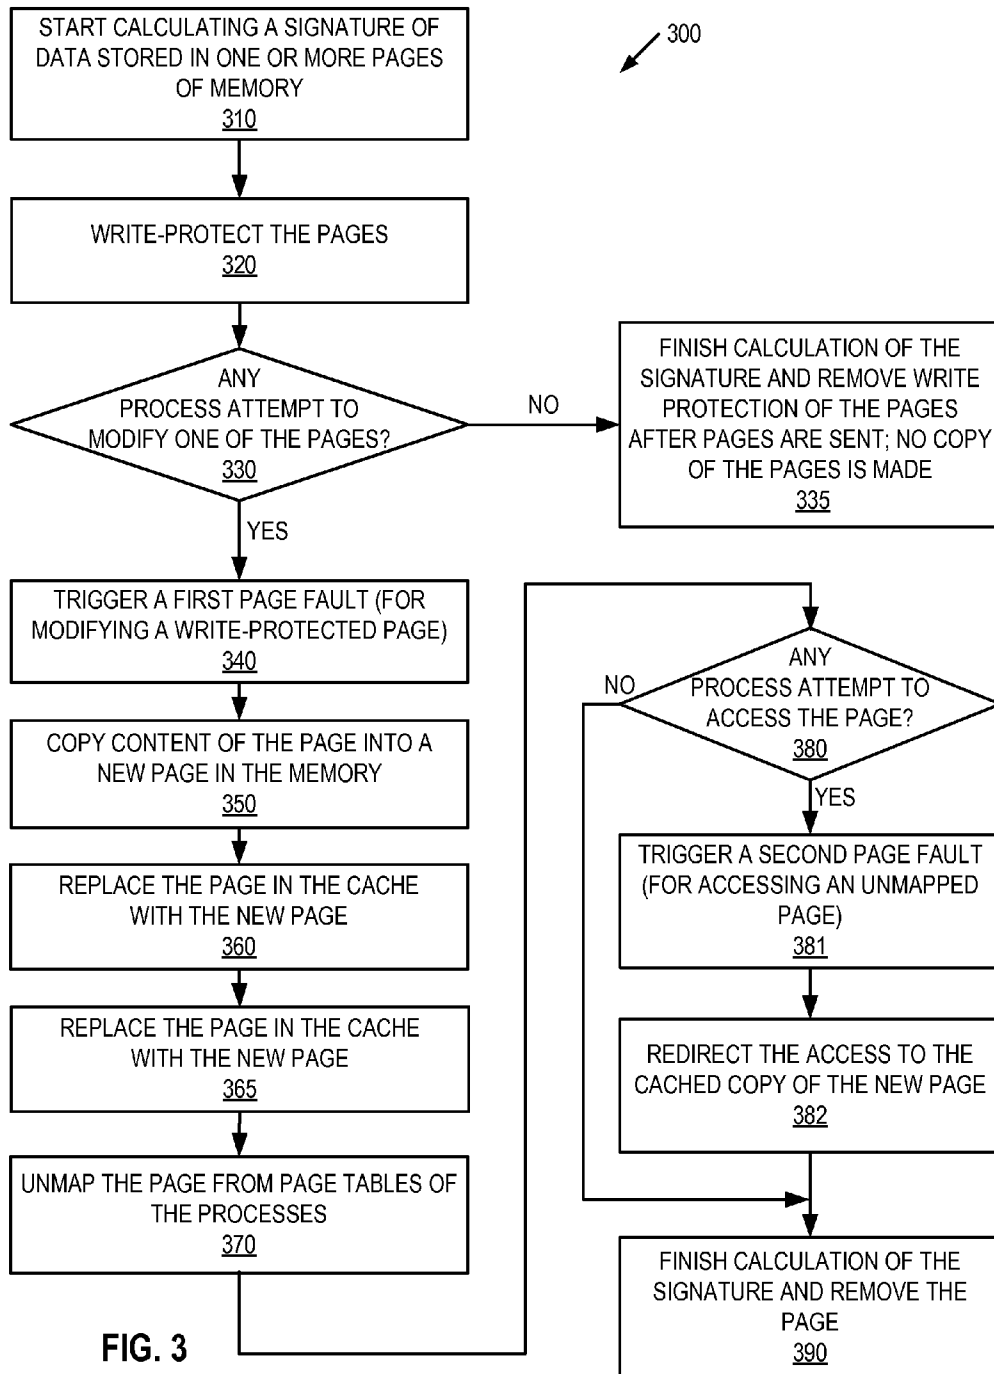 START CALCULATING A SIGNATURE OF
DATA STORED IN ONE OR MORE PAGES
OF MEMORY
310
300
WRITE-PROTECT THE PAGES
320
ANY
PROCESS ATTEMPT TO
MODIFY ONE OF THE PAGES?
330
NO
FINISH CALCULATION OF THE
SIGNATURE AND REMOVE WRITE
PROTECTION OF THE PAGES
AFTER PAGES ARE SENT; NO COPY
OF THE PAGES IS MADE
335
YES
TRIGGER A FIRST PAGE FAULT (FOR
MODIFYING A WRITE-PROTECTED PAGE)
340
COPY CONTENT OF THE PAGE INTO A
NEW PAGE IN THE MEMORY
350
REPLACE THE PAGE IN THE CACHE
WITH THE NEW PAGE
360
REPLACE THE PAGE IN THE CACHE
WITH THE NEW PAGE
365
UNMAP THE PAGE FROM PAGE TABLES OF
THE PROCESSES
370
ANY
PROCESS ATTEMPT TO
ACCESS THE PAGE?
380
NO
YES
TRIGGER A SECOND PAGE FAULT
(FOR ACCESSING AN UNMAPPED
PAGE)
381
REDIRECT THE ACCESS TO THE
CACHED COPY OF THE NEW PAGE
382
FINISH CALCULATION OF THE
SIGNATURE AND REMOVE THE
PAGE
390
FIG. 3